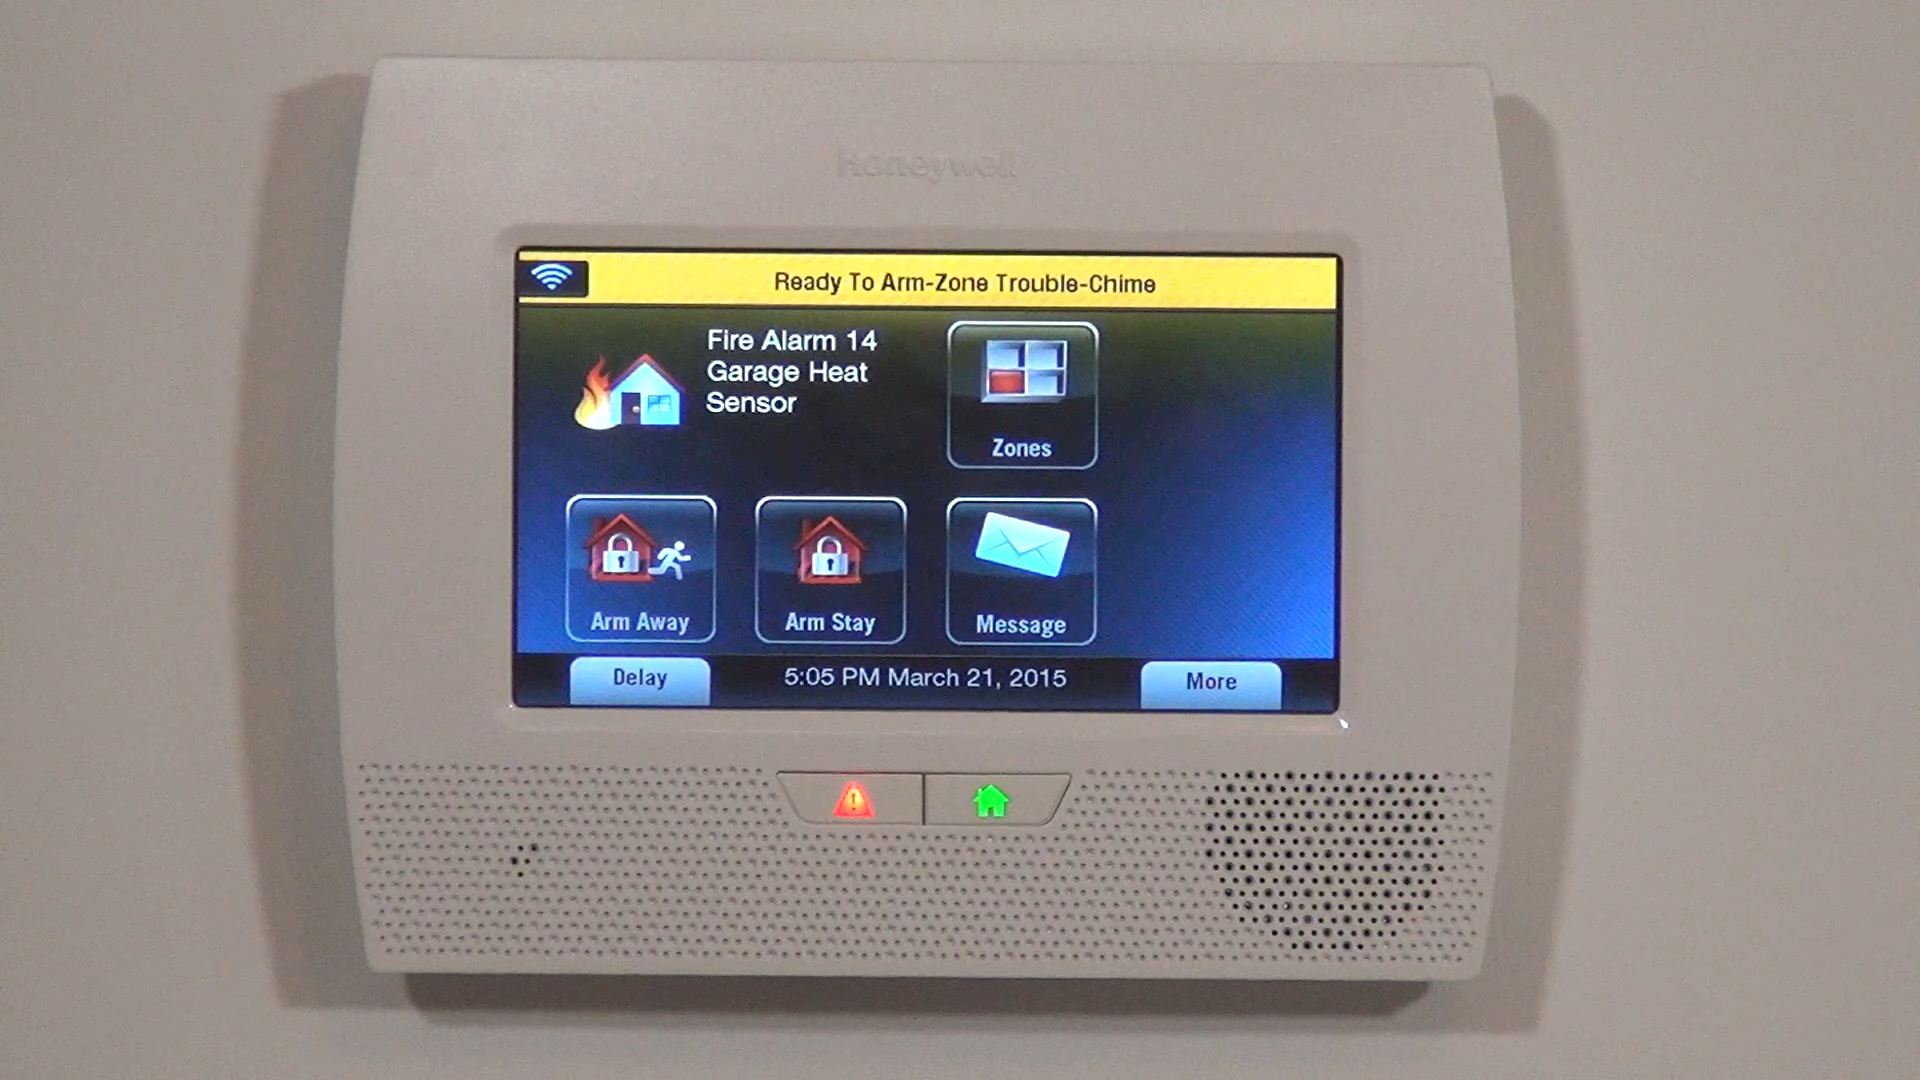 Honeywell
Ready To Arm-Zone Trouble-Chime
Fire Alarm 14
Garage Heat
Sensor
Zones
Arm Away
Arm Stay
Message
Delay
5:05 PM March 21, 2015
More